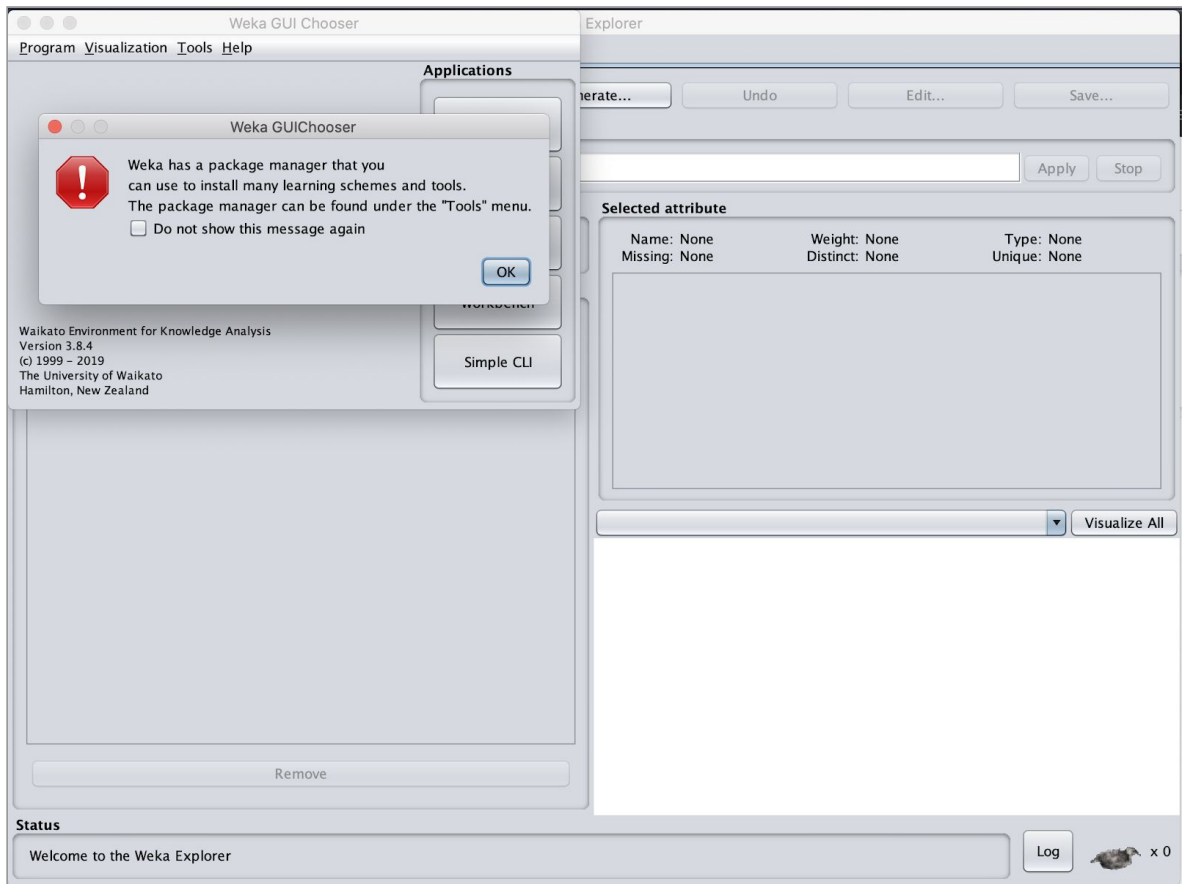 Weka GUI Chooser
Explorer
Program Visualization Tools Help
Applications
nerate...
Undo
Edit...
Save...
Weka GUIChooser
Weka has a package manager that you
can use to install many learning schemes and tools.
The package manager can be found under the "Tools" menu.
Do not show this message again
OK
Apply
Stop
Selected attribute
Name: None Weight: None Type: None
Missing: None Distinct: None Unique: None
Workbench
Simple CLI
Waikato Environment for Knowledge Analysis
Version 3.8.4
(c) 1999 – 2019
The University of Waikato
Hamilton, New Zealand
Visualize All
Remove
Status
Welcome to the Weka Explorer
Log
x 0